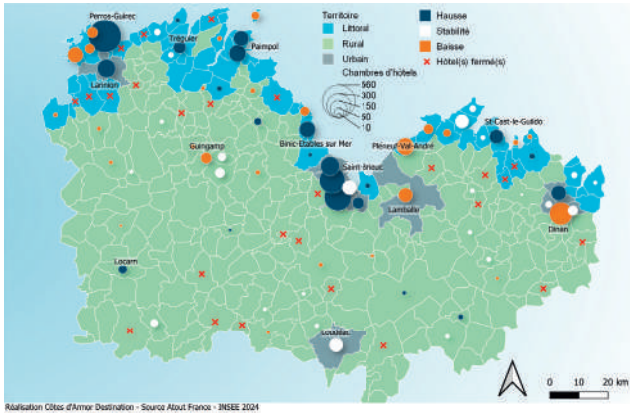 Territoire
Littoral
Rural
Urbain
Hausse
Stabilité
Baisse
Hôtel(s) fermé(s)
Chambres d'hôtels
500
300
150
50
10
Perros-Guirec
Tréguier
Paimpol
Lannion
Guingamp
Binic-Etables sur Mer
Saint-Brieuc
Pléneuf-Val-André
St-Cast-le-Guildo
Lamballe
Dinan
Locarn
Loudéac
0 10 20 km
Réalisation Côtes d'Armor Destination - Source Atout France - INSEE 2024